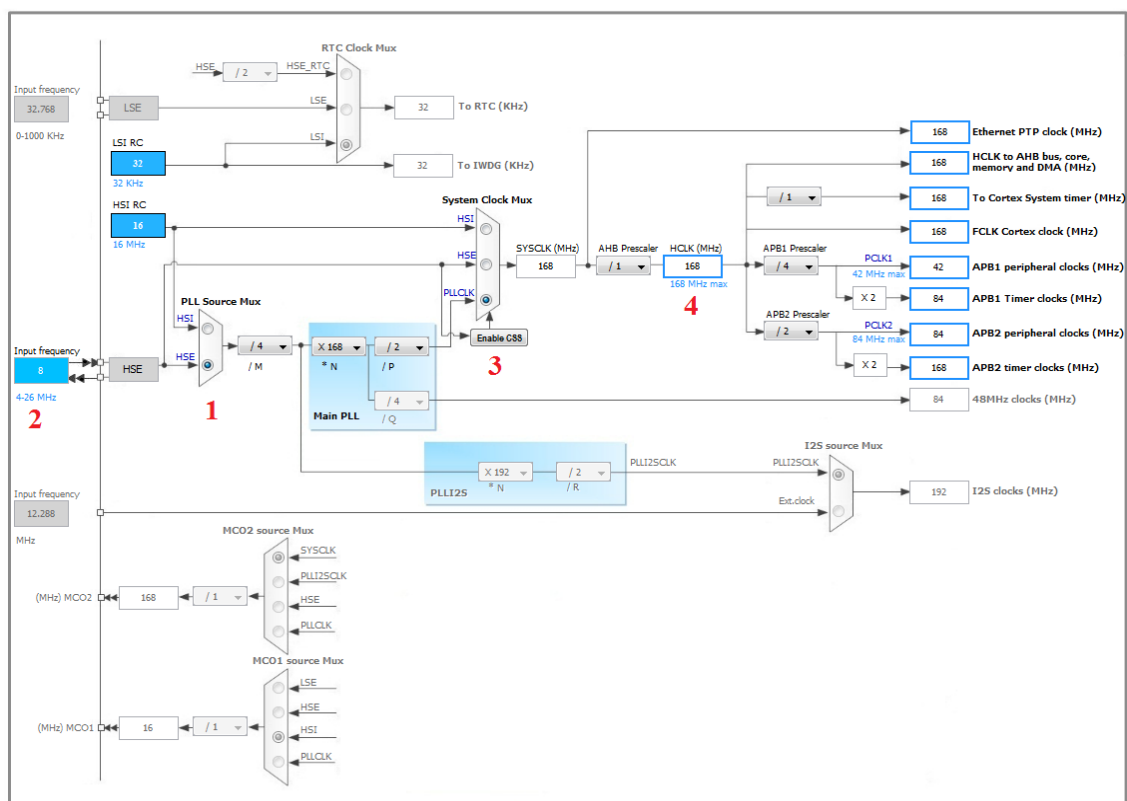 RTC Clock Mux
HSE
/ 2
HSE_RTC
Input frequency
32.768
0-1000 KHz
LSE
LSE
32
To RTC (KHz)
LSI RC
32
32 KHz
LSI
32
To IWDG (KHz)
HSI RC
16
16 MHz
System Clock Mux
HSI
HSE
PLLCLK
Enable CSS
3
SYSCLK (MHz)
168
AHB Prescaler
/ 1
HCLK (MHz)
168
168 MHz max
4
168
Ethernet PTP clock (MHz)
168
HCLK to AHB bus, core,
memory and DMA (MHz)
/ 1
168
To Cortex System timer (MHz)
168
FCLK Cortex clock (MHz)
APB1 Prescaler
/ 4
PCLK1
42 MHz max
42
APB1 peripheral clocks (MHz)
X 2
84
APB1 Timer clocks (MHz)
APB2 Prescaler
/ 2
PCLK2
84 MHz max
84
APB2 peripheral clocks (MHz)
X 2
168
APB2 timer clocks (MHz)
84
48MHz clocks (MHz)
PLL Source Mux
HSI
HSE
1
Input frequency
8
4-26 MHz
2
HSE
/ 4
/ M
X 168
* N
/ 2
/ P
/ 4
/ Q
Main PLL
PLLI2S
X 192
* N
/ 2
/ R
PLLI2SCLK
I2S source Mux
PLLI2SCLK
Ext.clock
192
I2S clocks (MHz)
Input frequency
12.288
MHz
MCO2 source Mux
SYSCLK
PLLI2SCLK
HSE
PLLCLK
(MHz) MCO2
168
/ 1
MCO1 source Mux
LSE
HSE
HSI
PLLCLK
(MHz) MCO1
16
/ 1